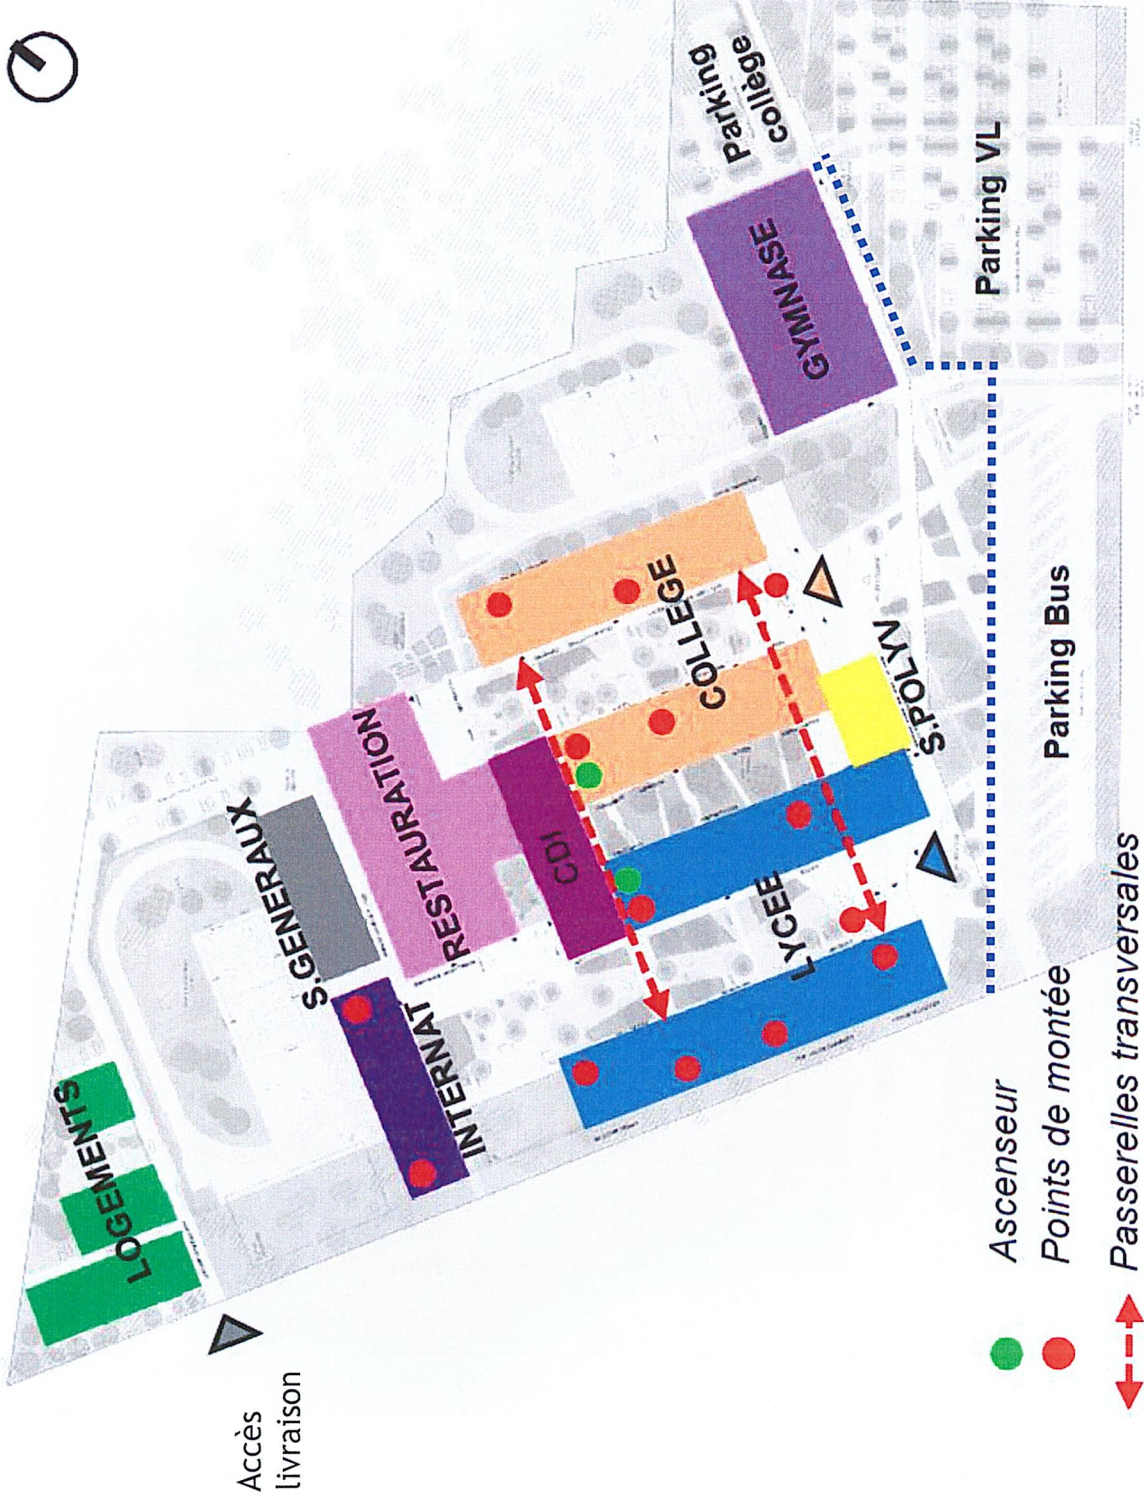 LOGEMENTS
S.GENERAUX
INTERNAT
RESTAURATION
CDI
COLLEGE
LYCEE
S.POLYV
GYMNASE
Parking
collège
Parking VL
Parking Bus
Accès
livraison
Ascenseur
Points de montée
Passerelles transversales